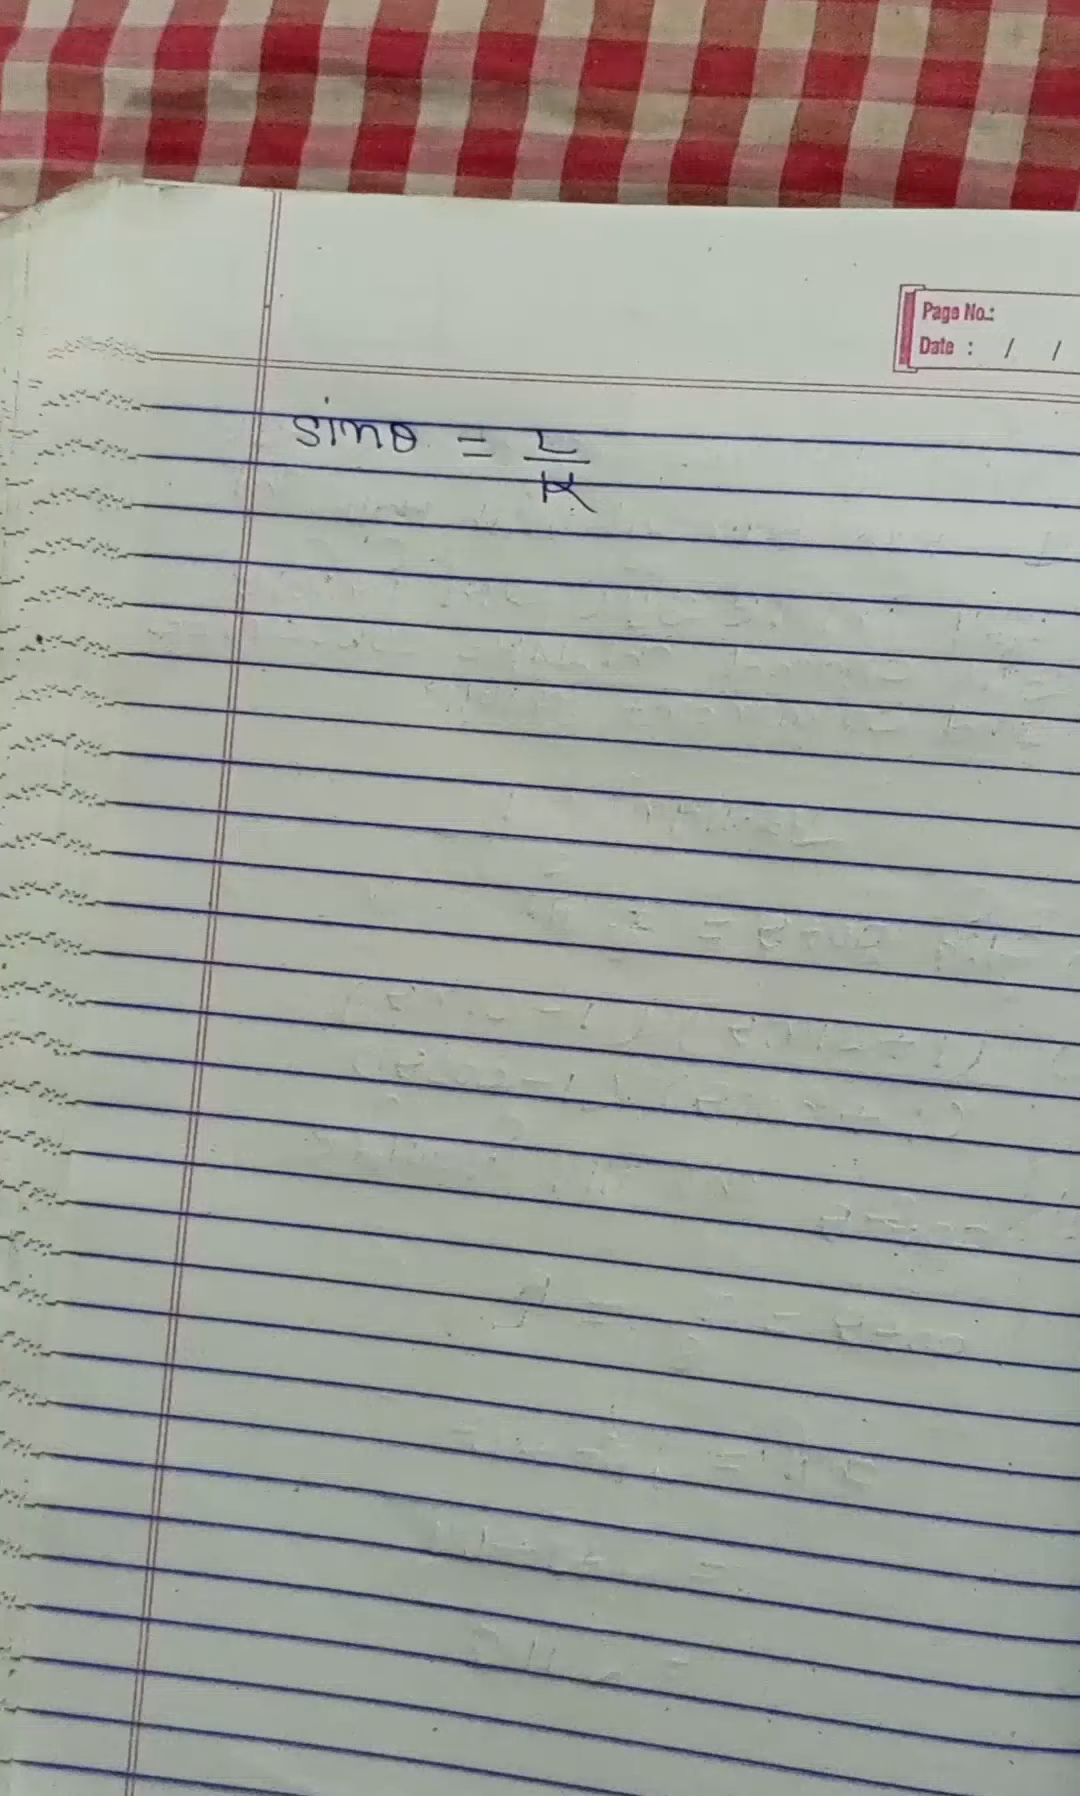 Page No.:
Date : / /
sinθ = L/K